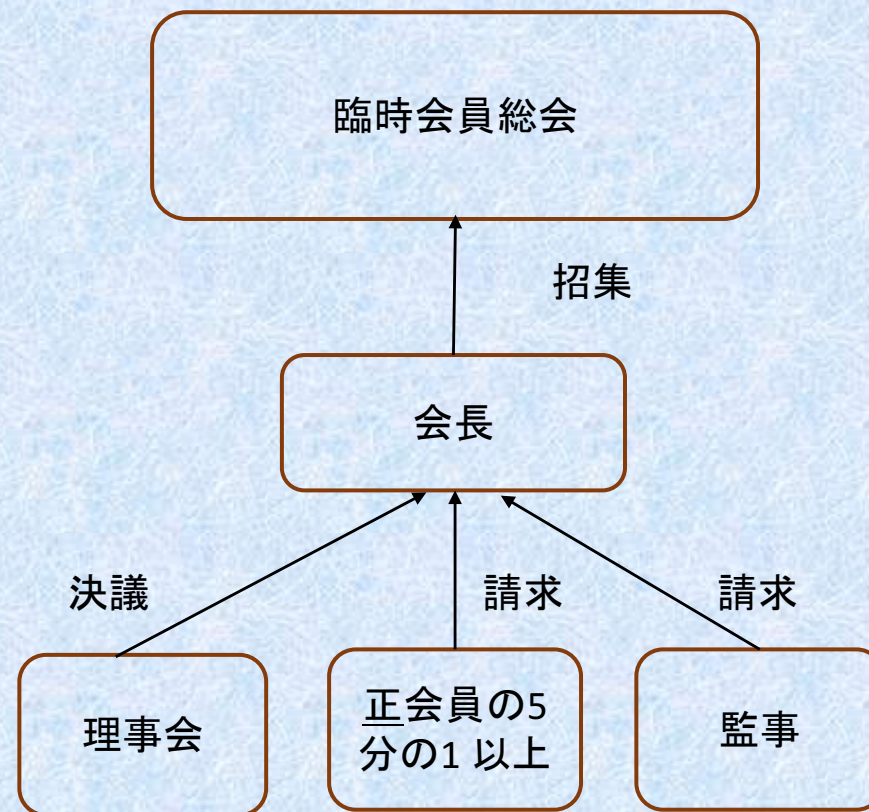 臨時会員総会
招集
会長
決議
請求
請求
理事会
正会員の5
分の1 以上
監事